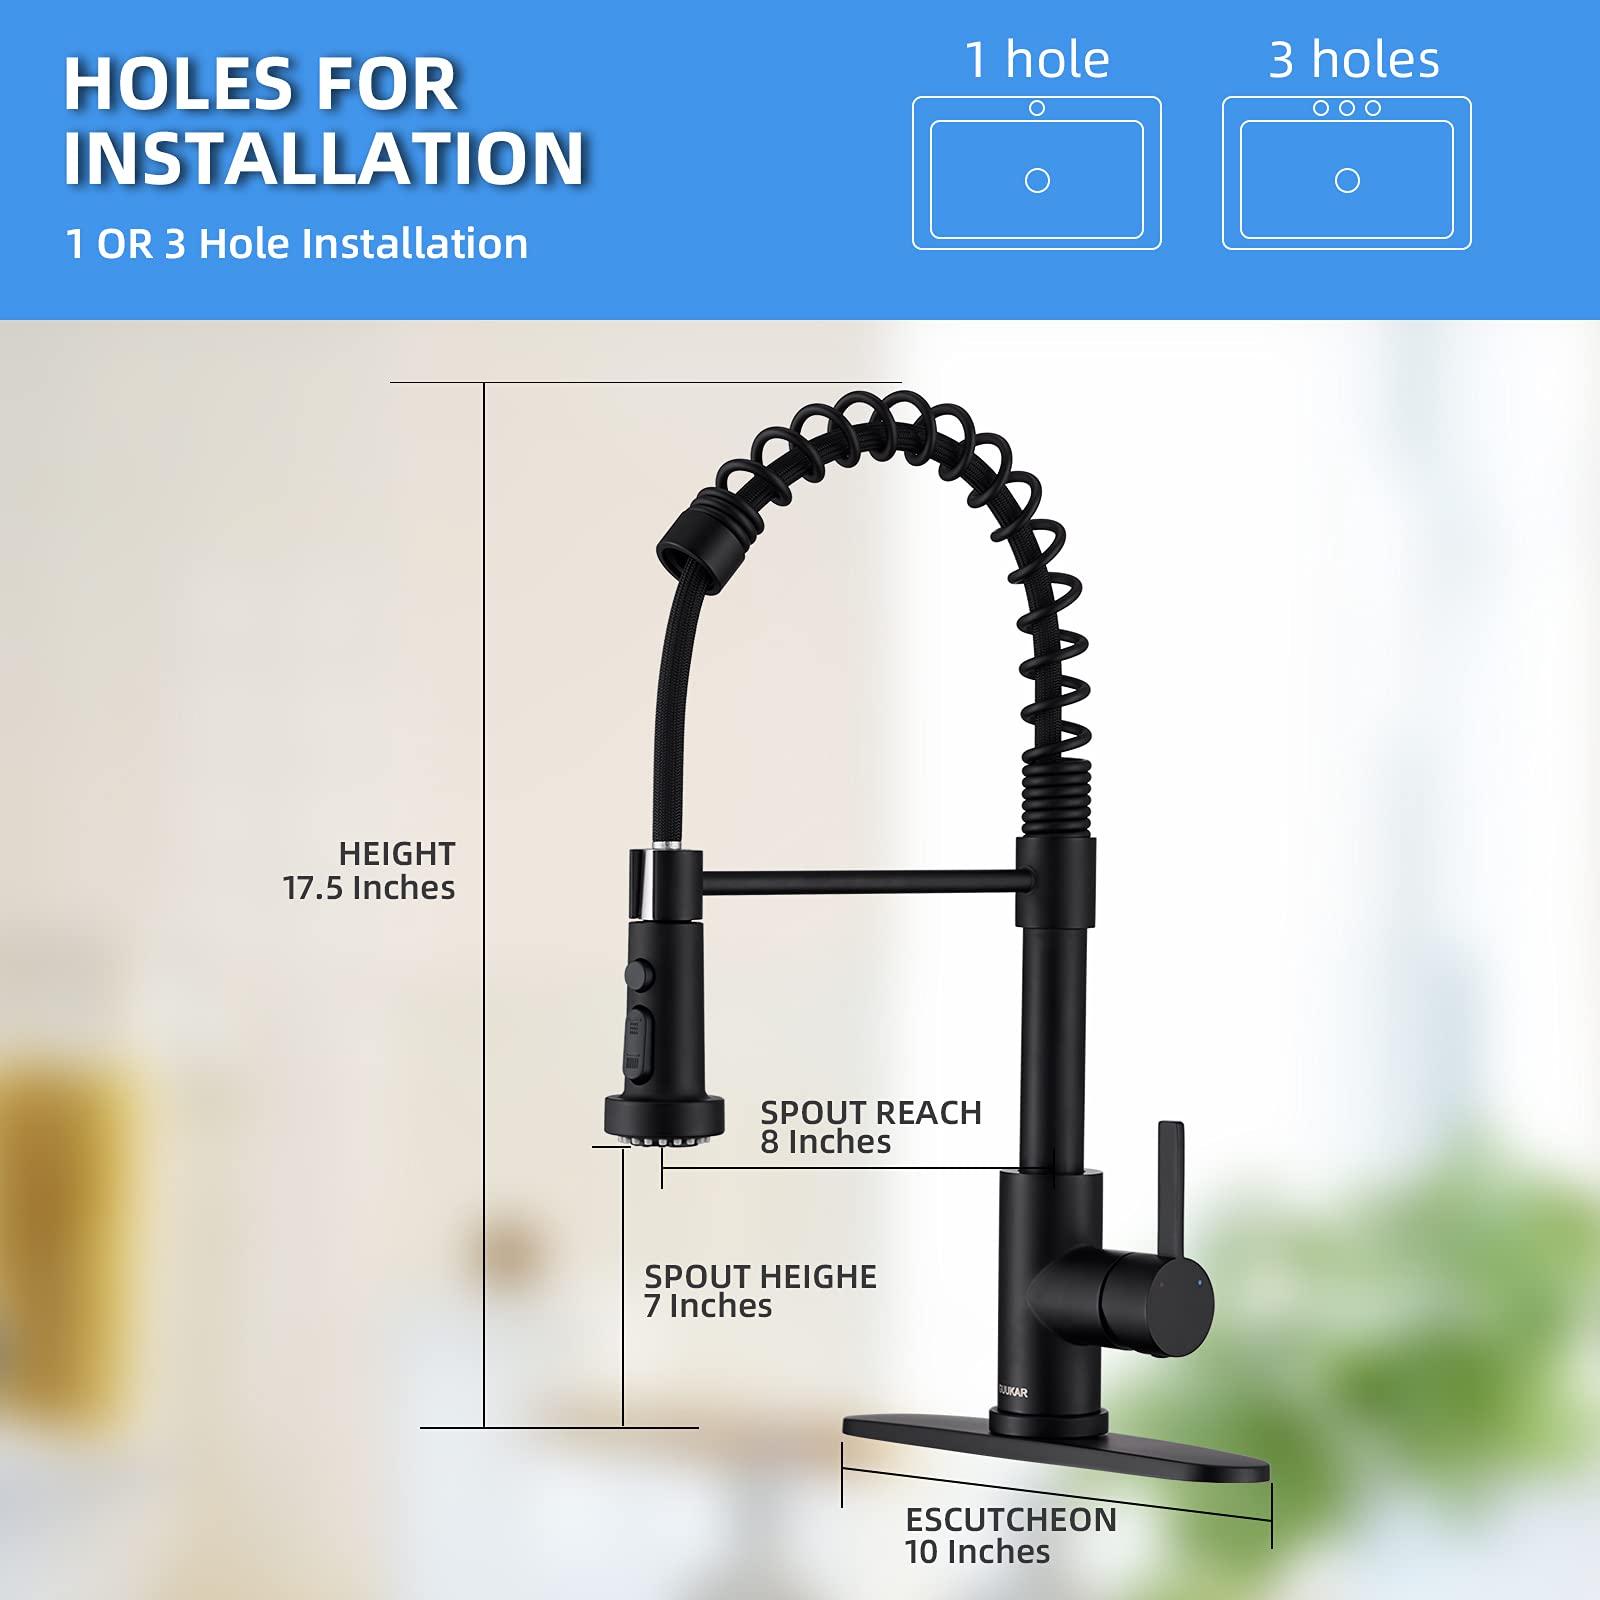 HOLES FOR
INSTALLATION
1 OR 3 Hole Installation
1 hole
3 holes
HEIGHT
17.5 Inches
SPOUT REACH
8 Inches
SPOUT HEIGHE
7 Inches
GUUKAR
ESCUTCHEON
10 Inches